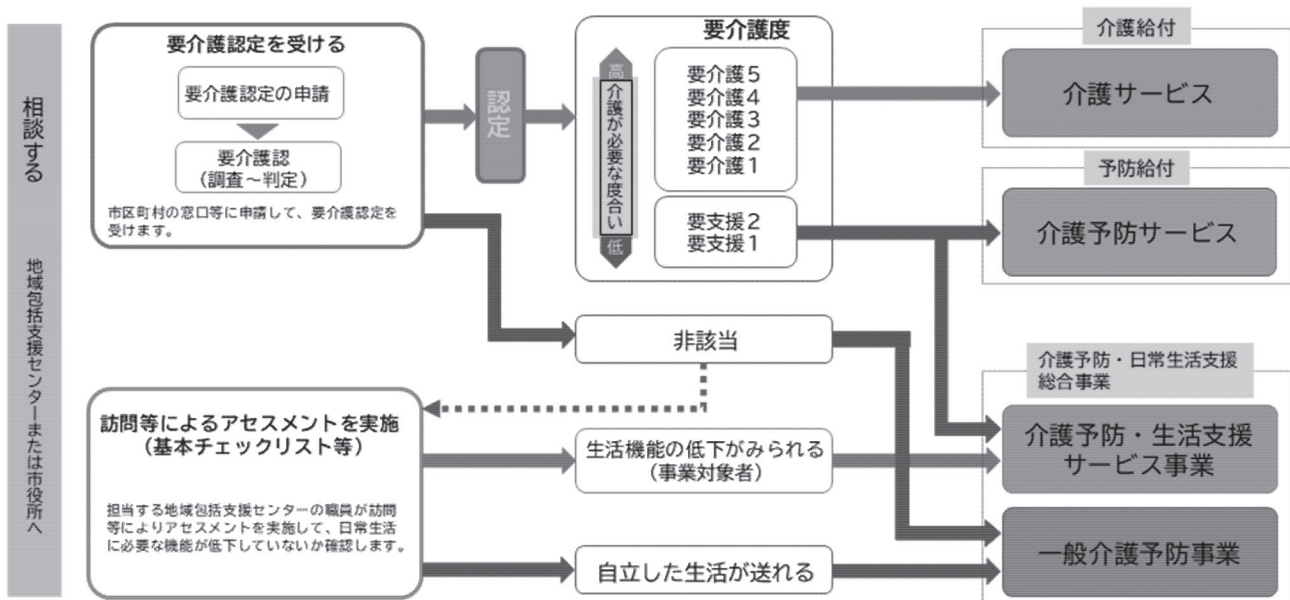 相談する
地域包括支援センターまたは市役所へ
要介護認定を受ける
要介護認定の申請
要介護認
(調査〜判定)
市区町村の窓口等に申請して、要介護認定を
受けます。
認定
要介護度
高
介護が必要な度合い
低
要介護5
要介護4
要介護3
要介護2
要介護1
要支援2
要支援1
介護給付
介護サービス
予防給付
介護予防サービス
非該当
訪問等によるアセスメントを実施
(基本チェックリスト等)
担当する地域包括支援センターの職員が訪問
等によりアセスメントを実施して、日常生活
に必要な機能が低下していないか確認します。
生活機能の低下がみられる
(事業対象者)
自立した生活が送れる
介護予防・日常生活支援
総合事業
介護予防・生活支援
サービス事業
一般介護予防事業